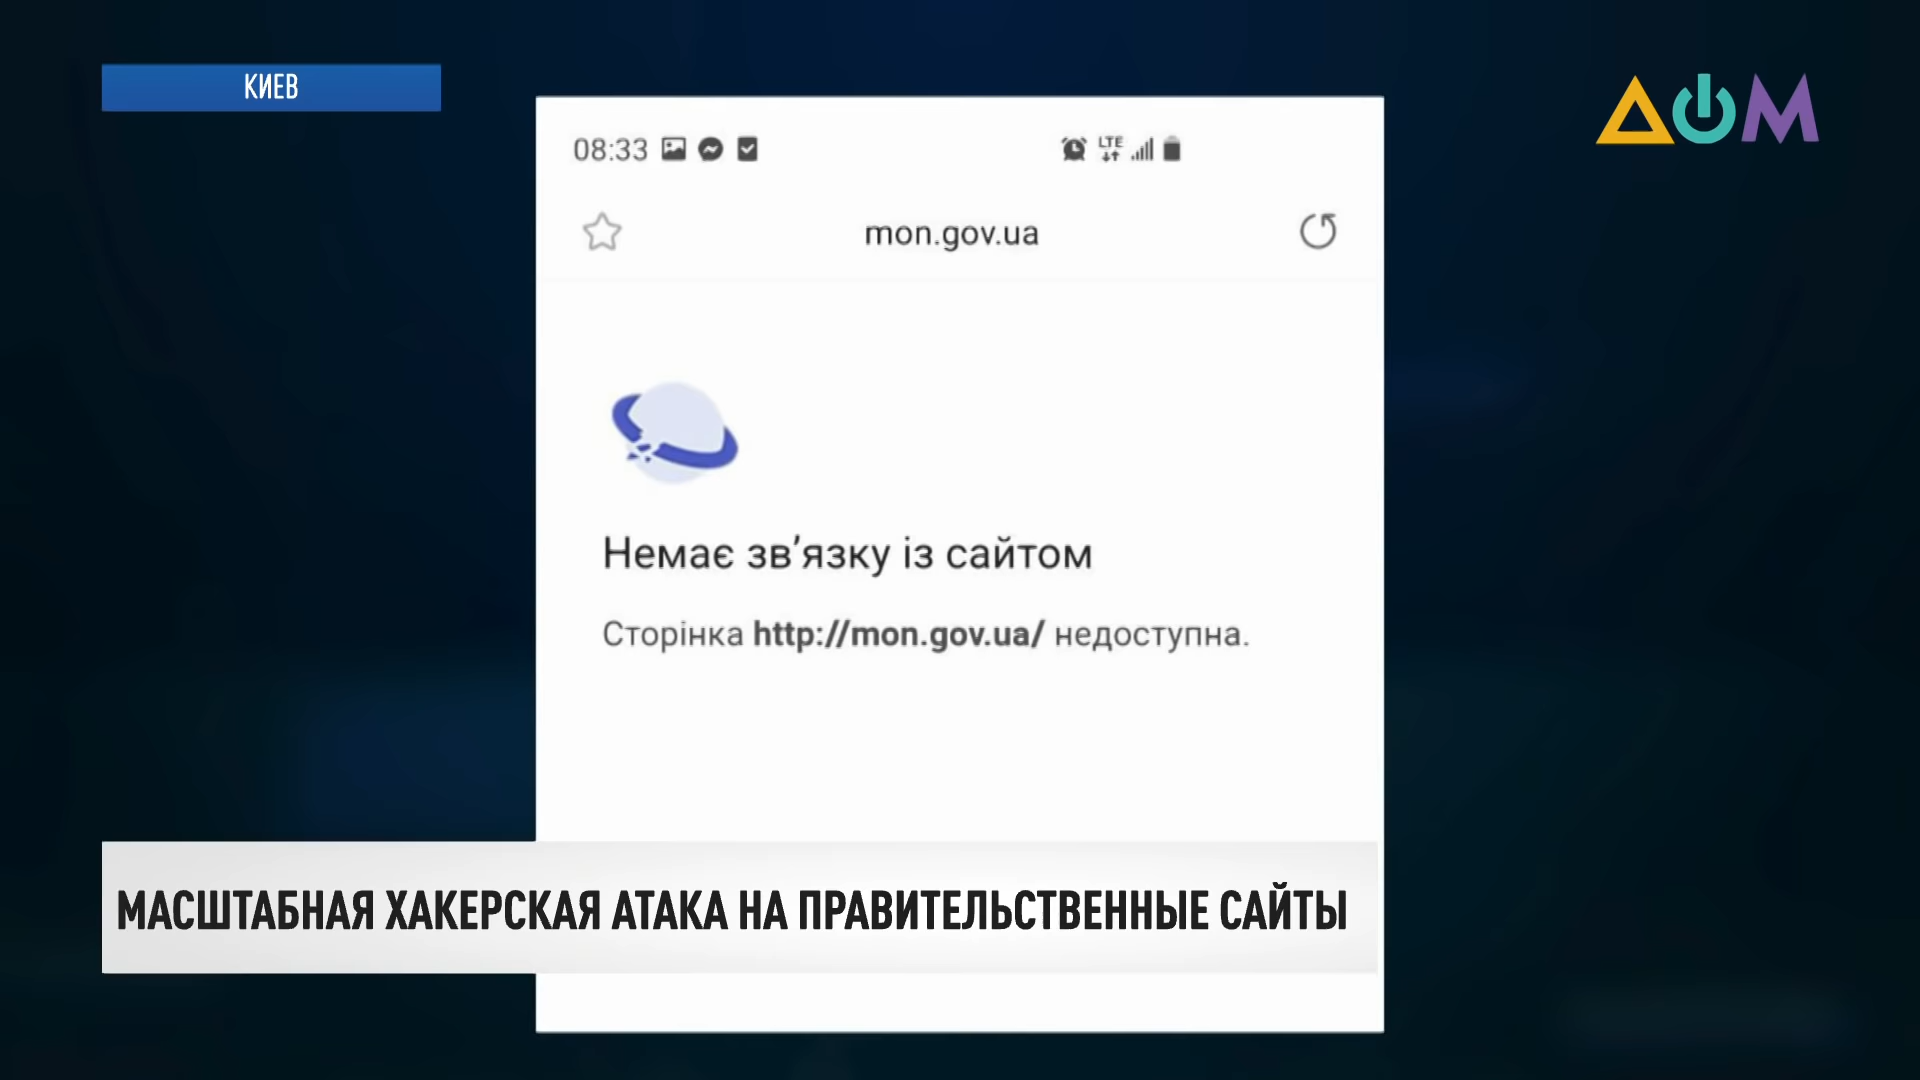 КИЕВ
ДОМ
08:33
LTE
mon.gov.ua
Немає зв’язку із сайтом
Сторінка http://mon.gov.ua/ недоступна.
МАСШТАБНАЯ ХАКЕРСКАЯ АТАКА НА ПРАВИТЕЛЬСТВЕННЫЕ САЙТЫ